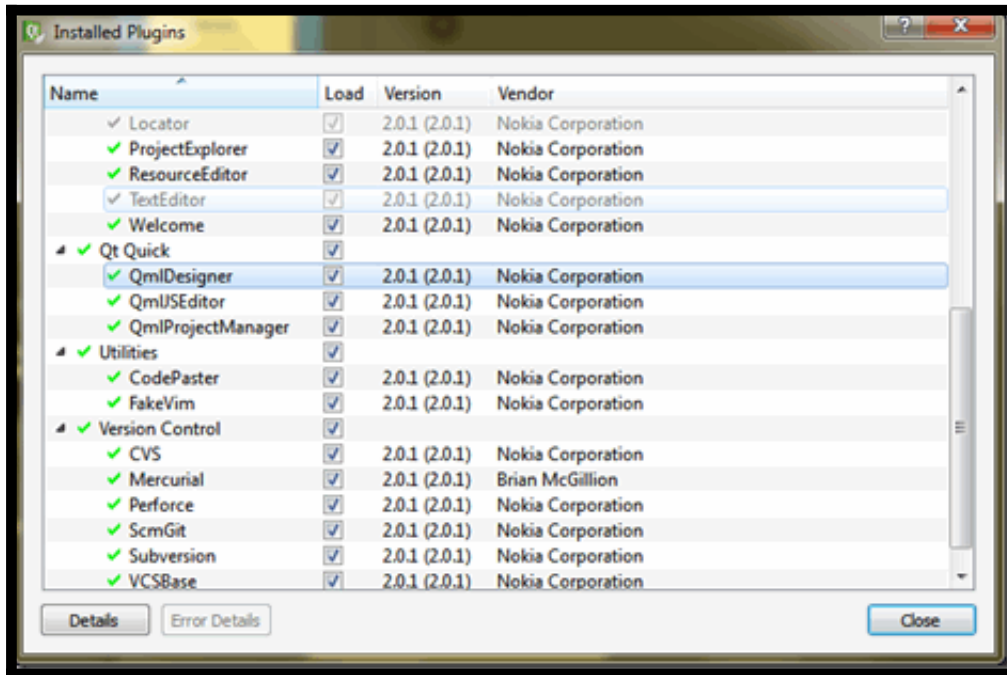 Installed Plugins
Name Load Version Vendor
Locator 2.0.1 (2.0.1) Nokia Corporation
ProjectExplorer 2.0.1 (2.0.1) Nokia Corporation
ResourceEditor 2.0.1 (2.0.1) Nokia Corporation
TextEditor 2.0.1 (2.0.1) Nokia Corporation
Welcome 2.0.1 (2.0.1) Nokia Corporation
Qt Quick
QmlDesigner 2.0.1 (2.0.1) Nokia Corporation
QmlJSEditor 2.0.1 (2.0.1) Nokia Corporation
QmlProjectManager 2.0.1 (2.0.1) Nokia Corporation
Utilities
CodePaster 2.0.1 (2.0.1) Nokia Corporation
FakeVim 2.0.1 (2.0.1) Nokia Corporation
Version Control
CVS 2.0.1 (2.0.1) Nokia Corporation
Mercurial 2.0.1 (2.0.1) Brian McGillion
Perforce 2.0.1 (2.0.1) Nokia Corporation
ScmGit 2.0.1 (2.0.1) Nokia Corporation
Subversion 2.0.1 (2.0.1) Nokia Corporation
VCSBase 2.0.1 (2.0.1) Nokia Corporation
Details Error Details Close